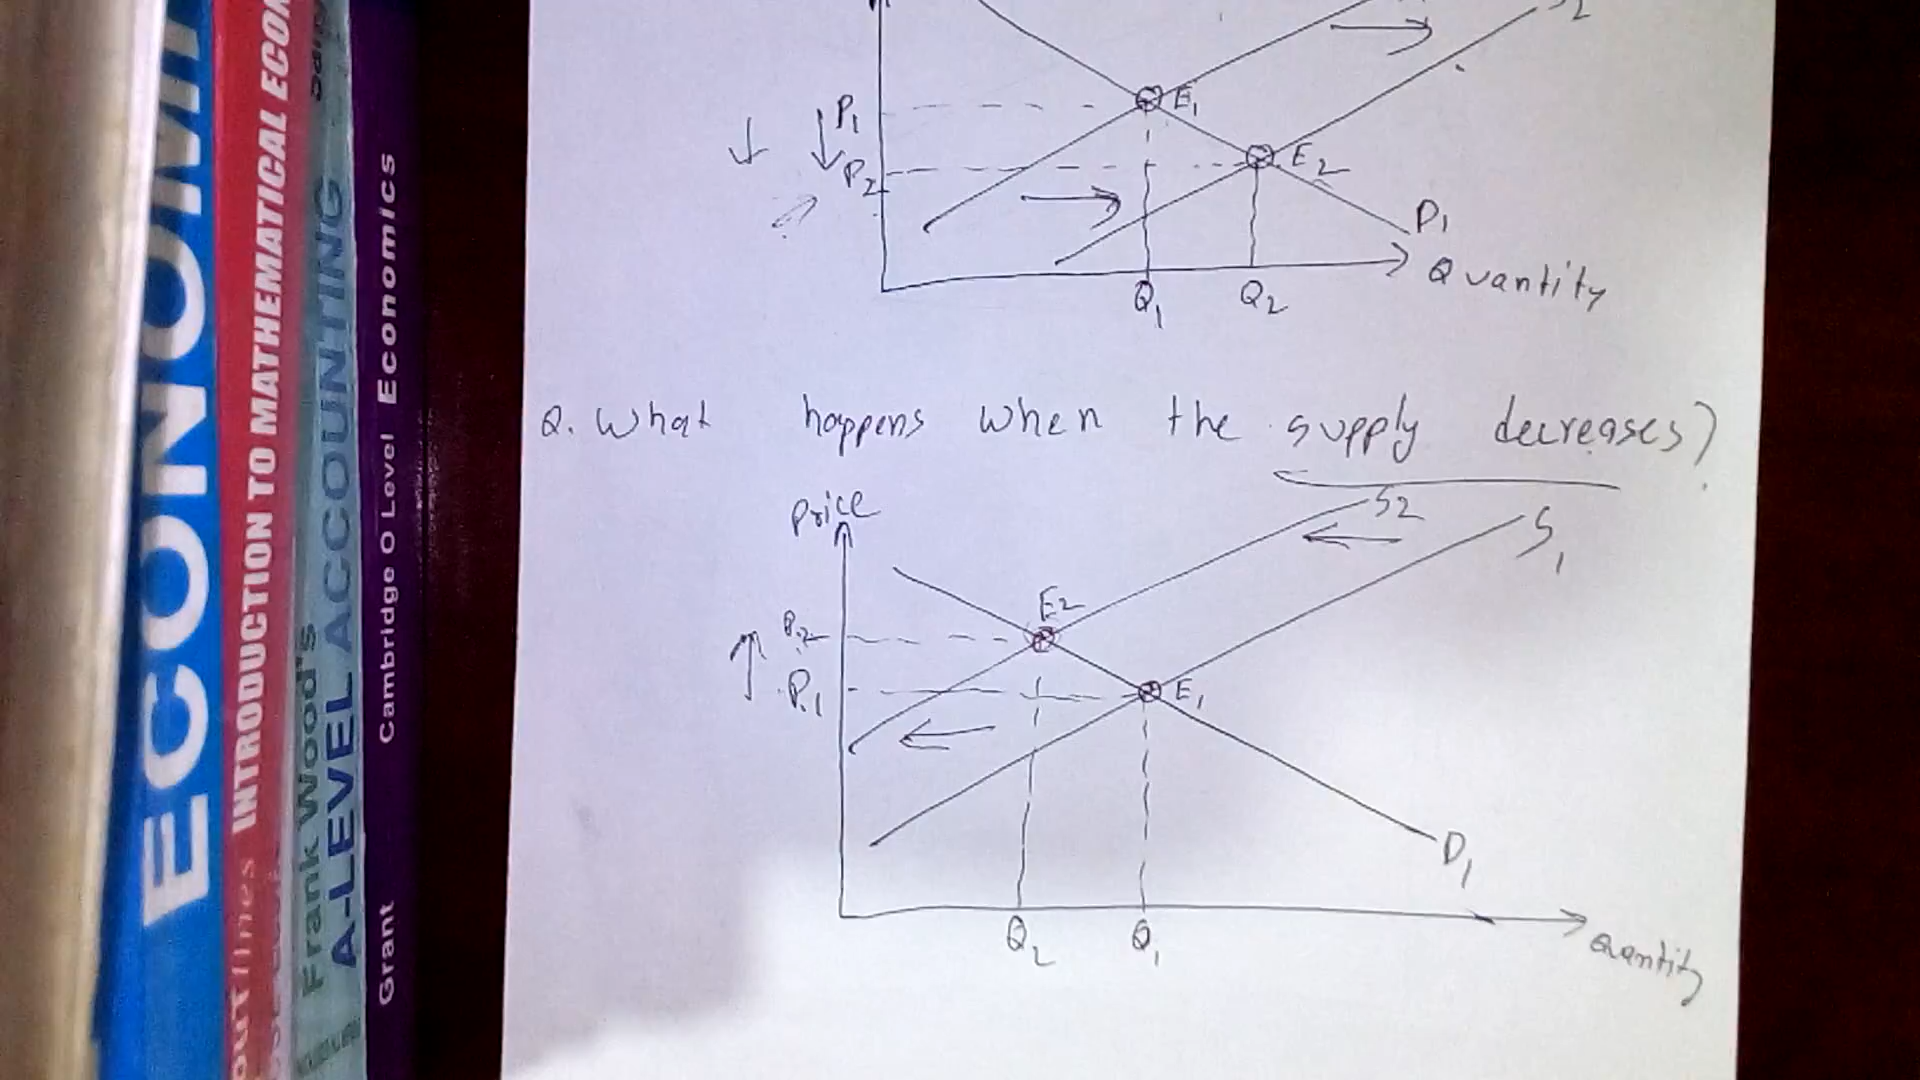 ECONOMI
outlines INTRODUCTION TO MATHEMATICAL ECON
Frank Wood's
A-LEVEL ACCOUNTING
Grant Cambridge O Level Economics
S2
P1
E1
P2
E2
D1
Quantity
Q1 Q2
Q. What happens when the supply decreases?
Price
S2
S1
E2
P2
P1
E1
D1
Q2 Q1
Quantity